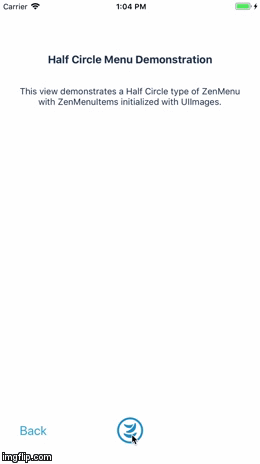 Carrier 1:04 PM
Half Circle Menu Demonstration
This view demonstrates a Half Circle type of ZenMenu
with ZenMenuItems initialized with UIImages.
Back
imgflip.com